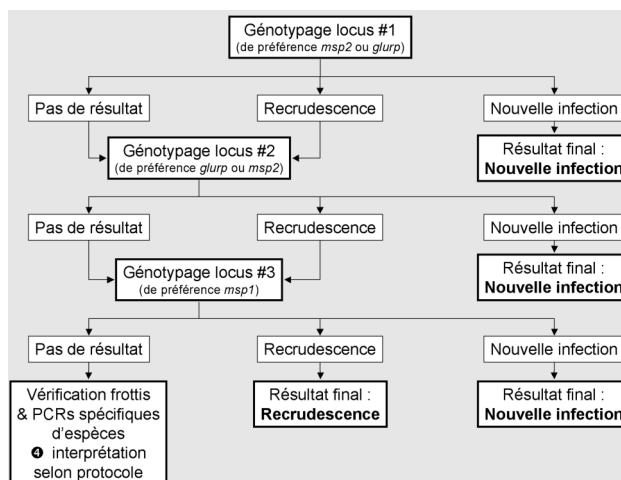 Génotypage locus #1
(de préférence msp2 ou glurp)
Pas de résultat
Recrudescence
Nouvelle infection
Génotypage locus #2
(de préférence glurp ou msp2)
Résultat final :
Nouvelle infection
Pas de résultat
Recrudescence
Nouvelle infection
Génotypage locus #3
(de préférence msp1)
Résultat final :
Nouvelle infection
Pas de résultat
Recrudescence
Nouvelle infection
Vérification frottis
& PCRs spécifiques
d'espèces
❹ interprétation
selon protocole
Résultat final :
Recrudescence
Résultat final :
Nouvelle infection